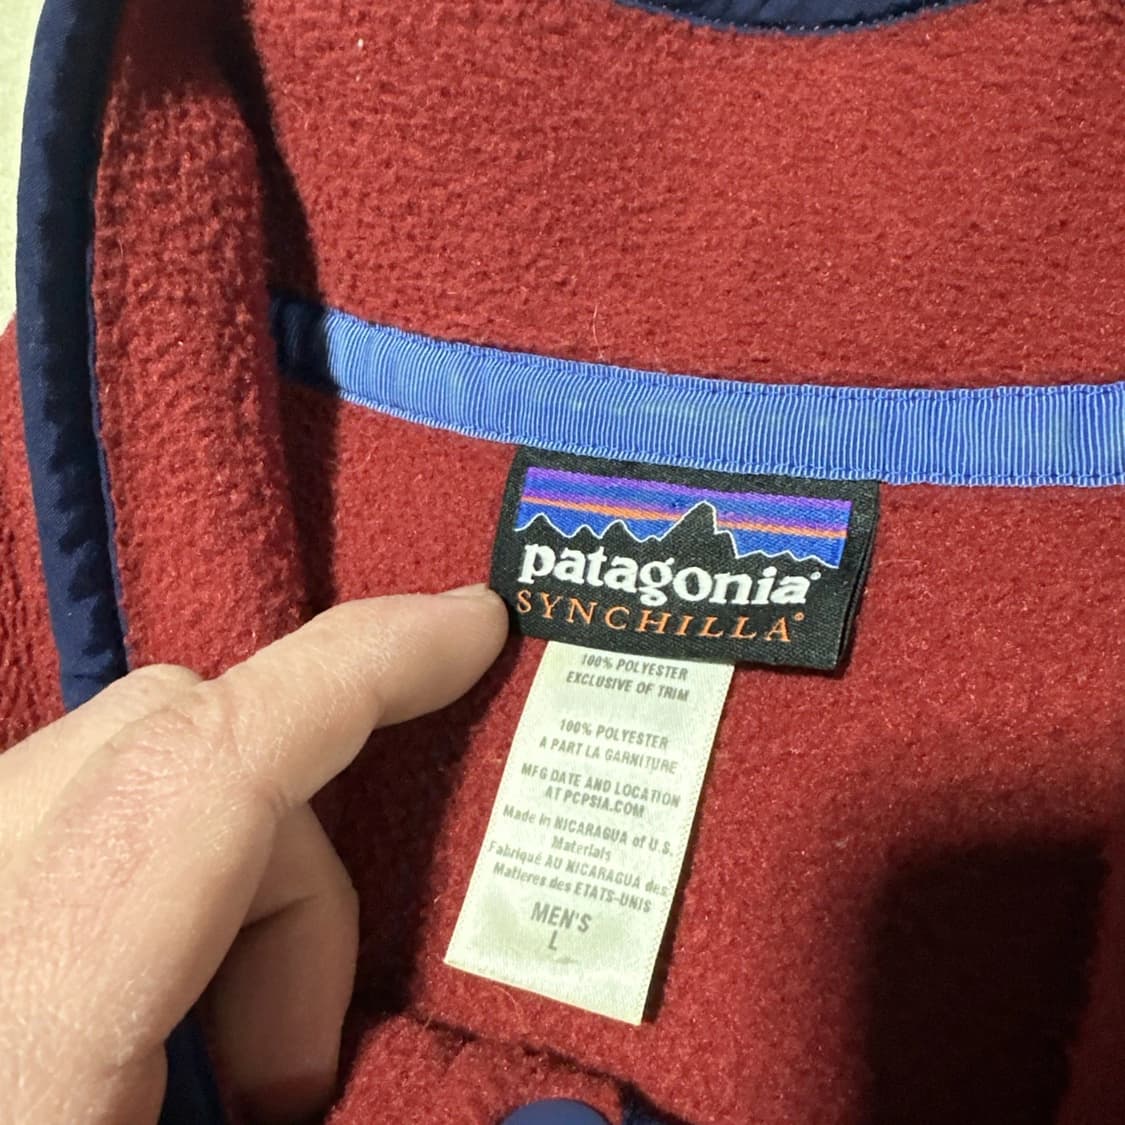 patagonia®
SYNCHILLA®
100% POLYESTER
EXCLUSIVE OF TRIM
100% POLYESTER
A PART LA GARNITURE
MFG DATE AND LOCATION
AT PCPSIA.COM
Made in NICARAGUA of U.S.
Materials
Fabriqué AU NICARAGUA des
Matieres des ETATS-UNIS
MEN'S
L